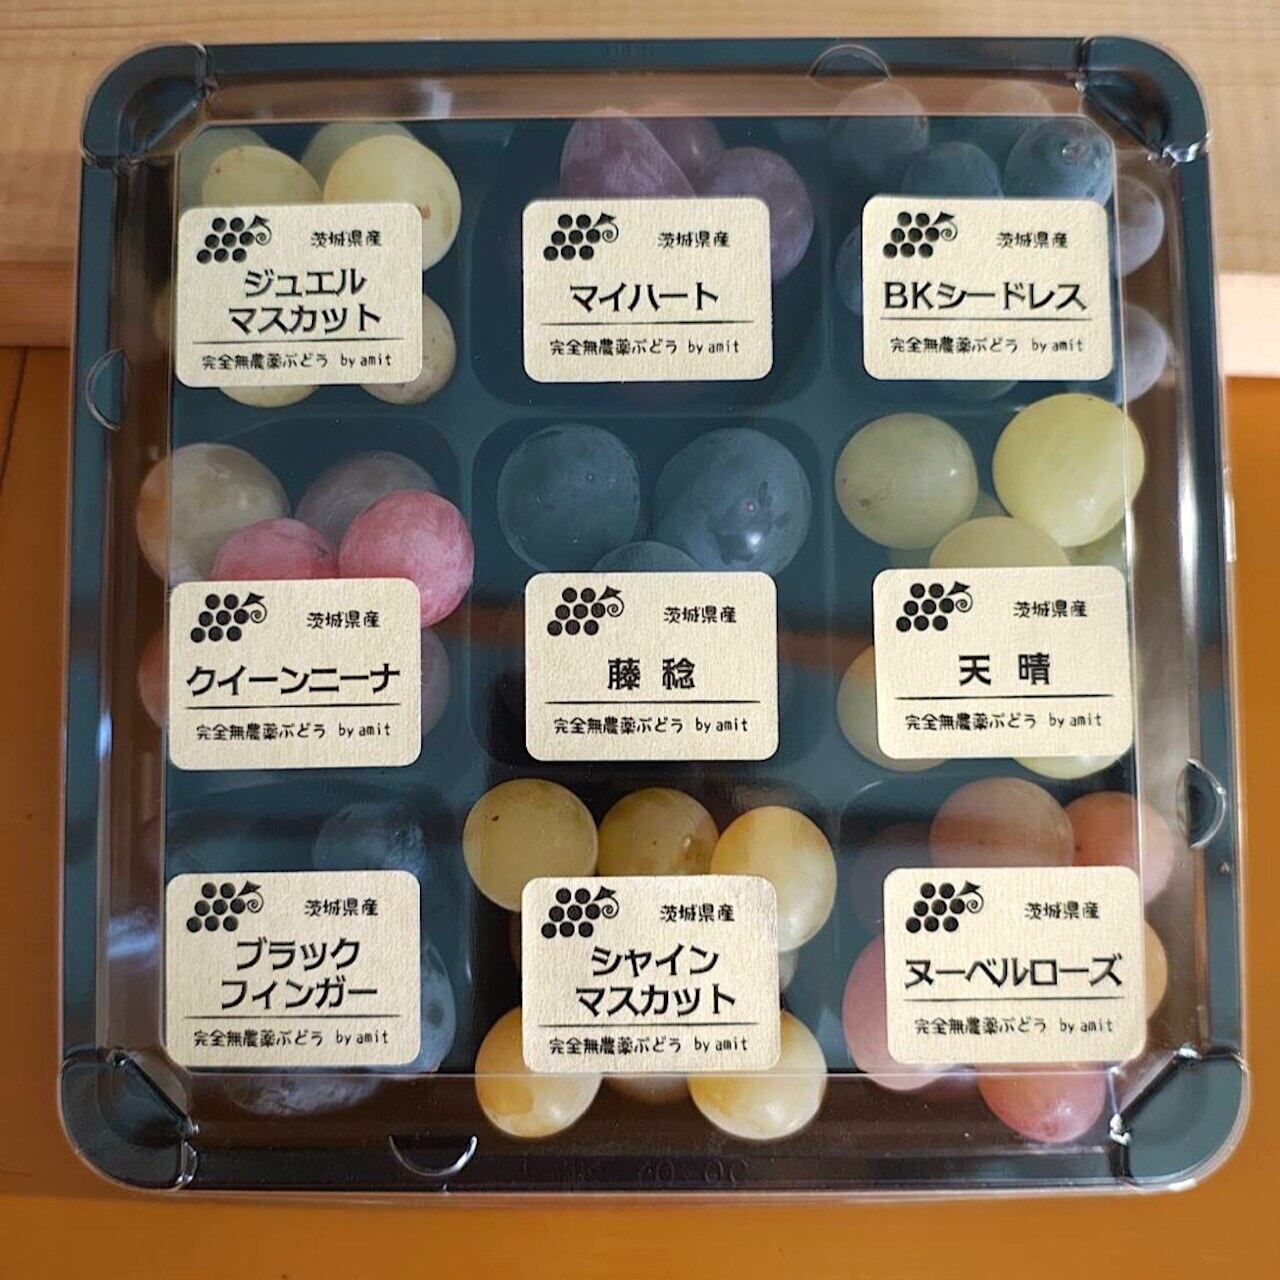 茨城県産
ジュエル
マスカット
完全無農薬ぶどう by amit
茨城県産
マイハート
完全無農薬ぶどう by amit
茨城県産
BKシードレス
完全無農薬ぶどう by amit
茨城県産
クイーンニーナ
完全無農薬ぶどう by amit
茨城県産
藤稔
完全無農薬ぶどう by amit
茨城県産
天晴
完全無農薬ぶどう by amit
茨城県産
ブラック
フィンガー
完全無農薬ぶどう by amit
茨城県産
シャイン
マスカット
完全無農薬ぶどう by amit
茨城県産
ヌーベルローズ
完全無農薬ぶどう by amit